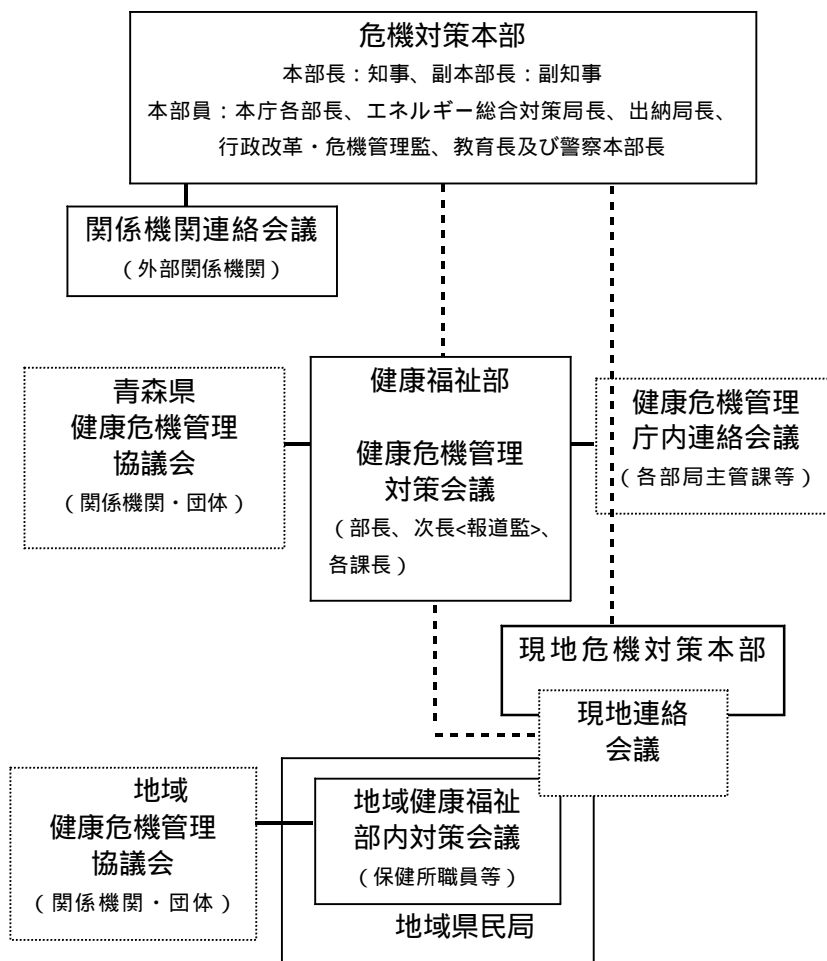 危機対策本部
本部長：知事、副本部長：副知事
本部員：本庁各部長、エネルギー総合対策局長、出納局長、
行政改革・危機管理監、教育長及び警察本部長
関係機関連絡会議
（外部関係機関）
青森県
健康危機管理
協議会
（関係機関・団体）
健康福祉部
健康危機管理
対策会議
（部長、次長<報道監>、
各課長）
健康危機管理
庁内連絡会議
（各部局主管課等）
現地危機対策本部
現地連絡
会議
地域
健康危機管理
協議会
（関係機関・団体）
地域健康福祉
部内対策会議
（保健所職員等）
地域県民局